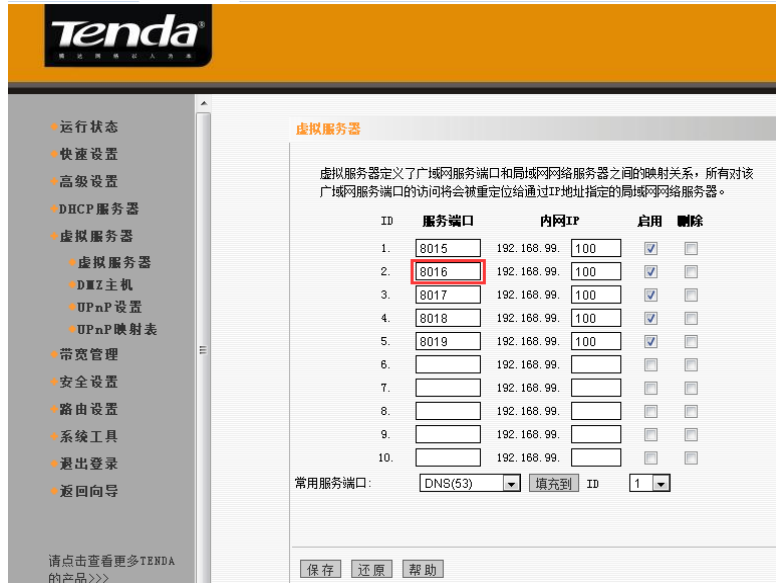 Tenda®
运行状态
快速设置
高级设置
DHCP服务器
虚拟服务器
虚拟服务器
DMZ主机
UPnP设置
UPnP映射表
带宽管理
安全设置
路由设置
系统工具
退出登录
返回向导
请点击查看更多TENDA
的产品>>>
虚拟服务器
虚拟服务器定义了广域网服务端口和局域网网络服务器之间的映射关系，所有对该
广域网服务端口的访问将会被重定位给通过IP地址指定的局域网网络服务器。
ID 服务端口 内网IP 启用 删除
1. 8015 192.168.99. 100
2. 8016 192.168.99. 100
3. 8017 192.168.99. 100
4. 8018 192.168.99. 100
5. 8019 192.168.99. 100
6. 192.168.99.
7. 192.168.99.
8. 192.168.99.
9. 192.168.99.
10. 192.168.99.
常用服务端口: DNS(53) 填充到 ID 1
保存 还原 帮助